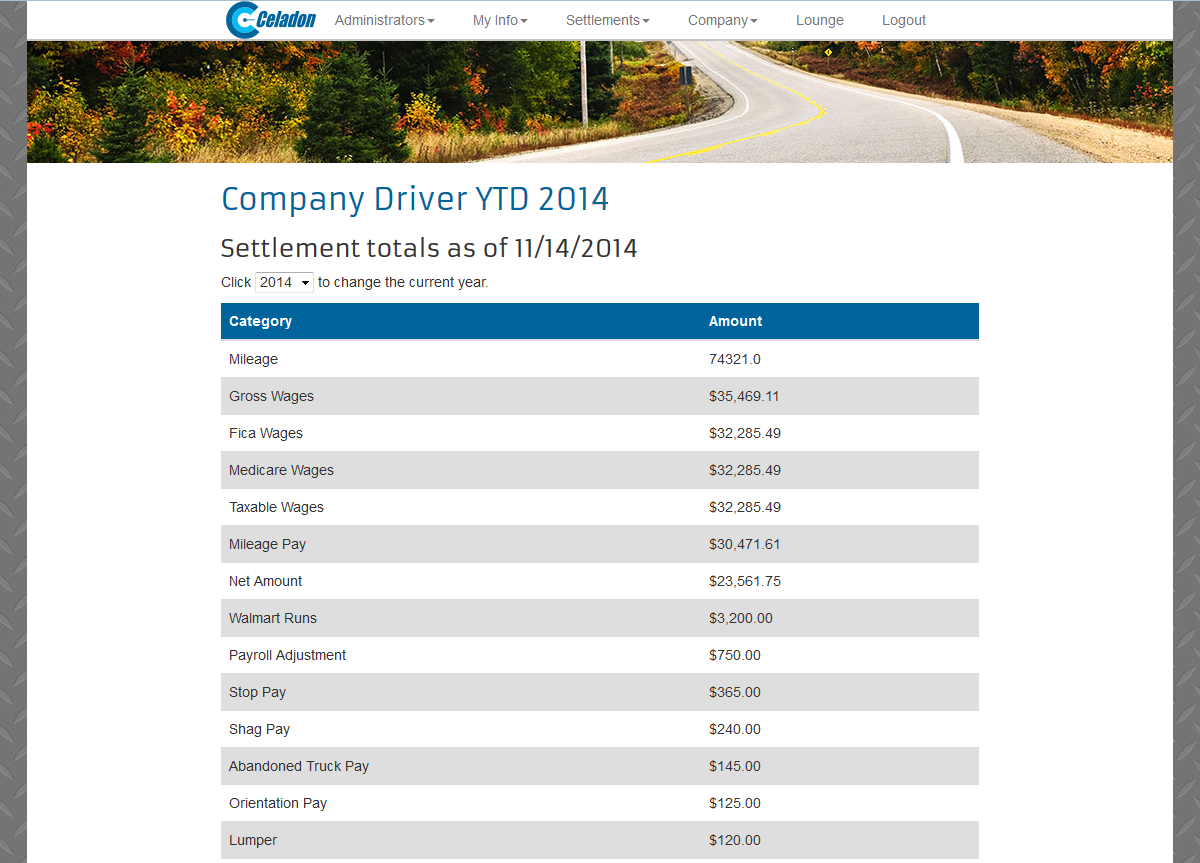 Celadon Administrators My Info Settlements Company Lounge Logout
Company Driver YTD 2014
Settlement totals as of 11/14/2014
Click 2014 to change the current year.
Category Amount
Mileage 74321.0
Gross Wages $35,469.11
Fica Wages $32,285.49
Medicare Wages $32,285.49
Taxable Wages $32,285.49
Mileage Pay $30,471.61
Net Amount $23,561.75
Walmart Runs $3,200.00
Payroll Adjustment $750.00
Stop Pay $365.00
Shag Pay $240.00
Abandoned Truck Pay $145.00
Orientation Pay $125.00
Lumper $120.00